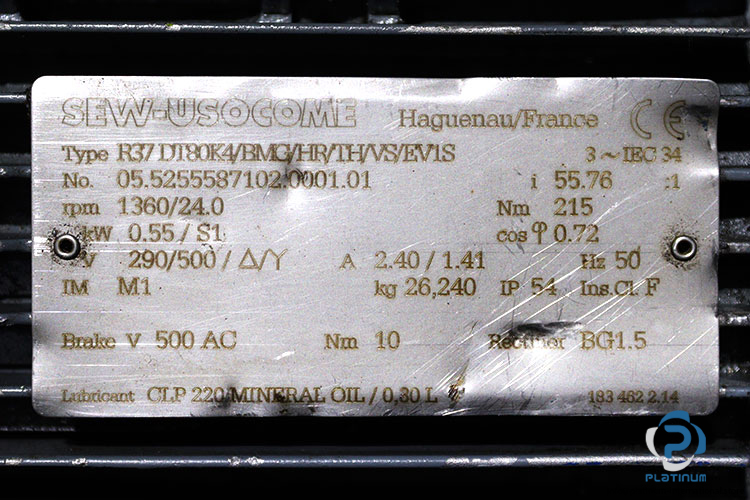 SEW-USOCOME Haguenau/France CE
Type R37 DT80K4/BMG/HR/TH/VS/EV1S 3 ~ IEC 34
No. 05.5255587102.0001.01 i 55.76 :1
rpm 1360/24.0 Nm 215
kW 0.55 / S1 cos φ 0.72
V 290/500 / Δ/Y A 2.40 / 1.41 Hz 50
IM M1 kg 26,240 IP 54 Ins.Cl. F
Brake V 500 AC Nm 10 Rectifier BG1.5
Lubricant CLP 220/MINERAL OIL / 0,30 L 183 462 2.14
PLATINUM